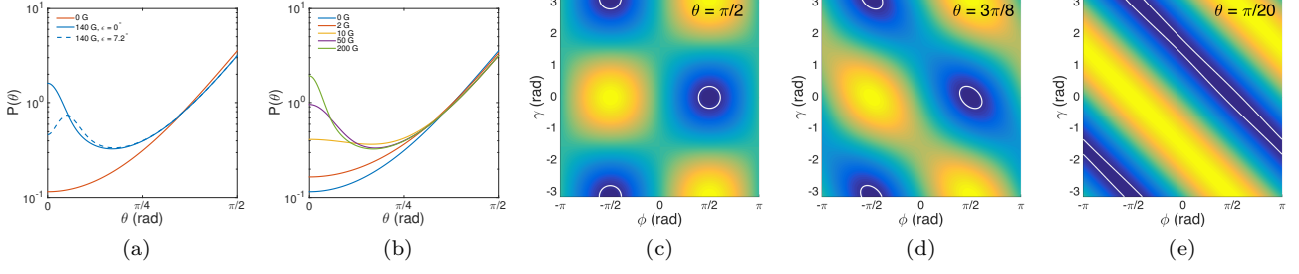 10^1
10^0
10^-1
P(θ)
0 G
140 G, ε = 0°
140 G, ε = 7.2°
0
π/4
π/2
θ (rad)
(a)
10^1
10^0
10^-1
P(θ)
0 G
2 G
10 G
50 G
200 G
0
π/4
π/2
θ (rad)
(b)
θ = π/2
3
2
1
0
-1
-2
-3
γ (rad)
-π
-π/2
0
π/2
π
ϕ (rad)
(c)
θ = 3π/8
3
2
1
0
-1
-2
-3
γ (rad)
-π
-π/2
0
π/2
π
ϕ (rad)
(d)
θ = π/20
3
2
1
0
-1
-2
-3
γ (rad)
-π
-π/2
0
π/2
π
ϕ (rad)
(e)